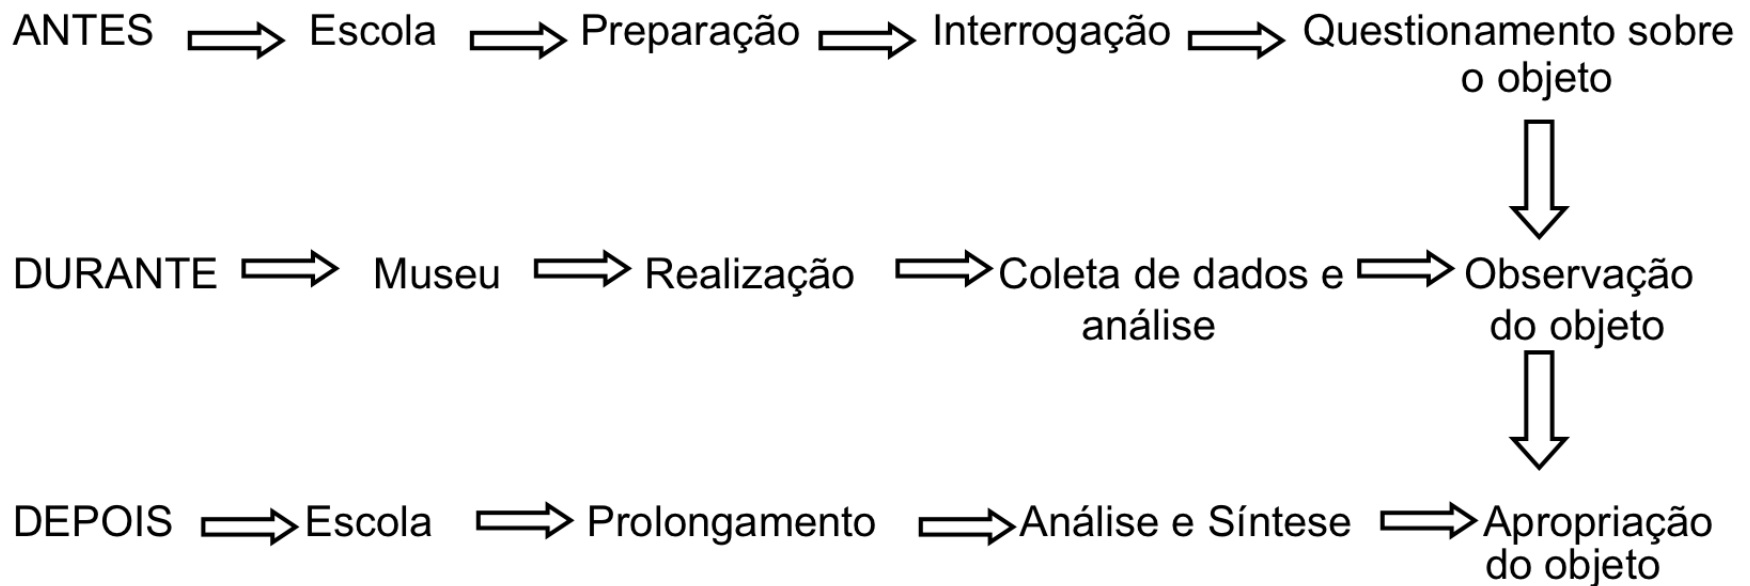 ANTES Escola Preparação Interrogação Questionamento sobre
o objeto
DURANTE Museu Realização Coleta de dados e Observação
análise do objeto
DEPOIS Escola Prolongamento Análise e Síntese Apropriação
do objeto